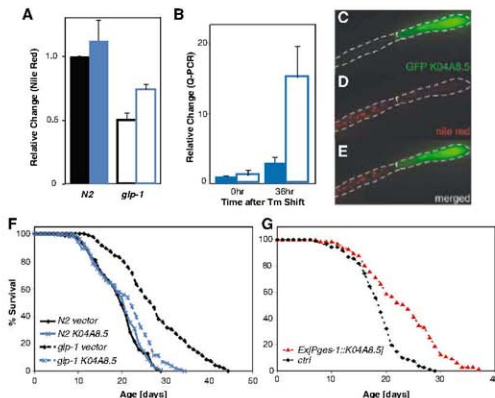 A
Relative Change (Nile Red)
1.0
0.5
0
N2
glp-1
B
Relative Change (Q-PCR)
20
10
0
0hr
36hr
Time after Tm Shift
C
GFP K04A8.5
D
nile red
E
merged
F
% Survival
100
80
60
40
20
0
N2 vector
N2 K04A8.5
glp-1 vector
glp-1 K04A8.5
0 10 20 30 40 50
Age [days]
G
100
80
60
40
20
0
Ex[Pges-1::K04A8.5]
ctrl
0 10 20 30 40
Age [days]